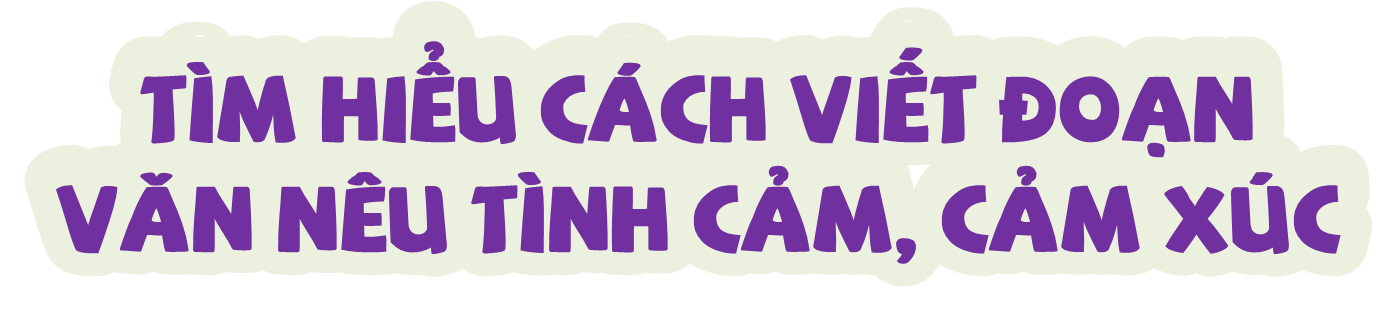 TÌM HIỂU CÁCH VIẾT ĐOẠN
VĂN NÊU TÌNH CẢM, CẢM XÚC